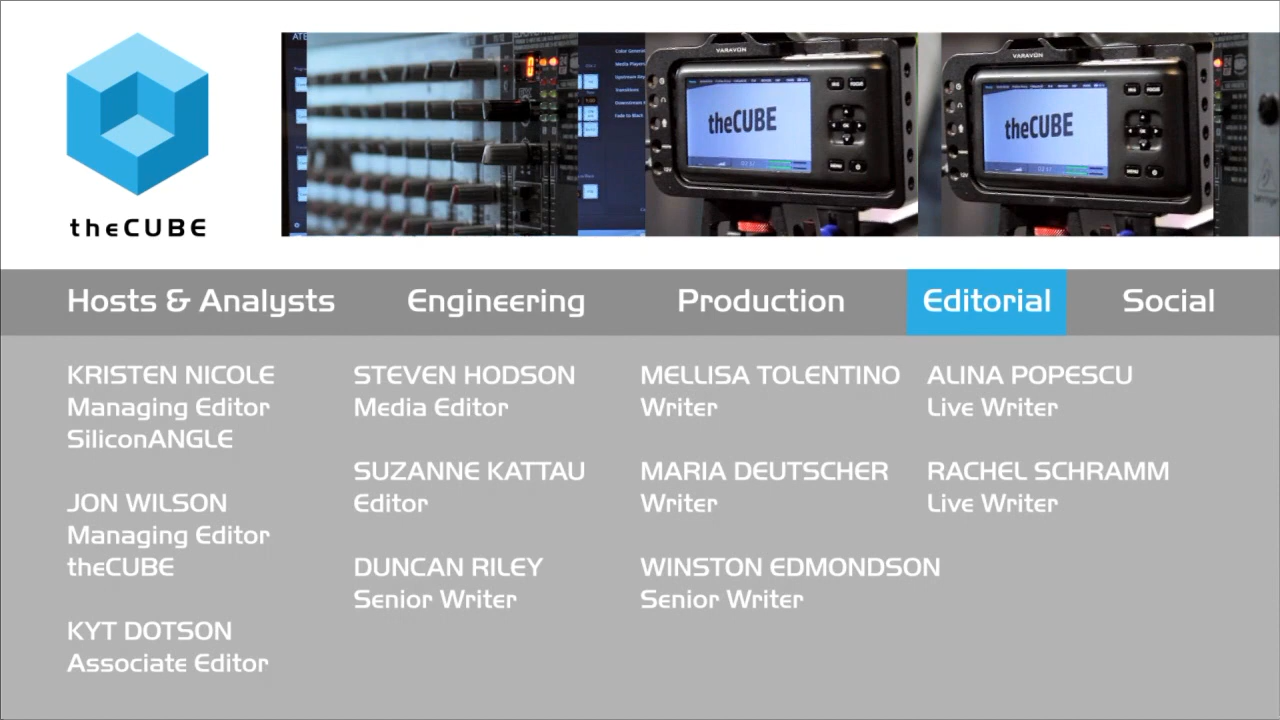 theCUBE
VARAVON
theCUBE
VARAVON
theCUBE
Hosts & Analysts
Engineering
Production
Editorial
Social
KRISTEN NICOLE
Managing Editor
SiliconANGLE
JON WILSON
Managing Editor
theCUBE
KYT DOTSON
Associate Editor
STEVEN HODSON
Media Editor
SUZANNE KATTAU
Editor
DUNCAN RILEY
Senior Writer
MELLISA TOLENTINO
Writer
MARIA DEUTSCHER
Writer
WINSTON EDMONDSON
Senior Writer
ALINA POPESCU
Live Writer
RACHEL SCHRAMM
Live Writer